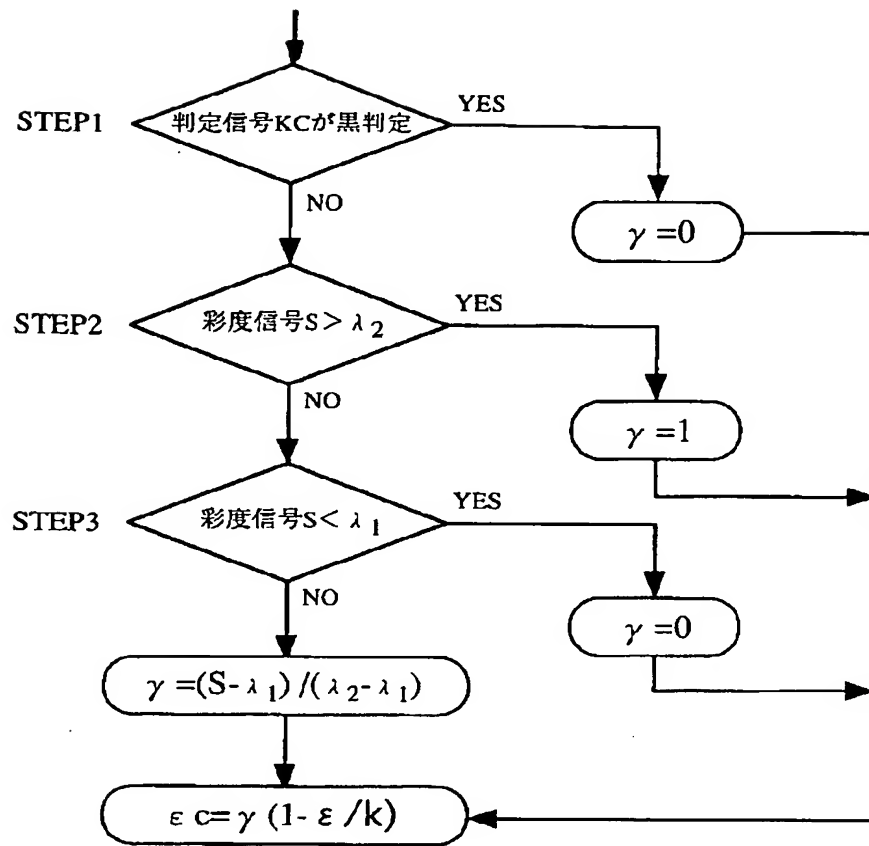 STEP1
判定信号KCが黒判定
YES
NO
γ=0
STEP2
彩度信号S>λ2
YES
NO
γ=1
STEP3
彩度信号S<λ1
YES
NO
γ=0
γ=(S-λ1)/(λ2-λ1)
εc=γ(1-ε/k)